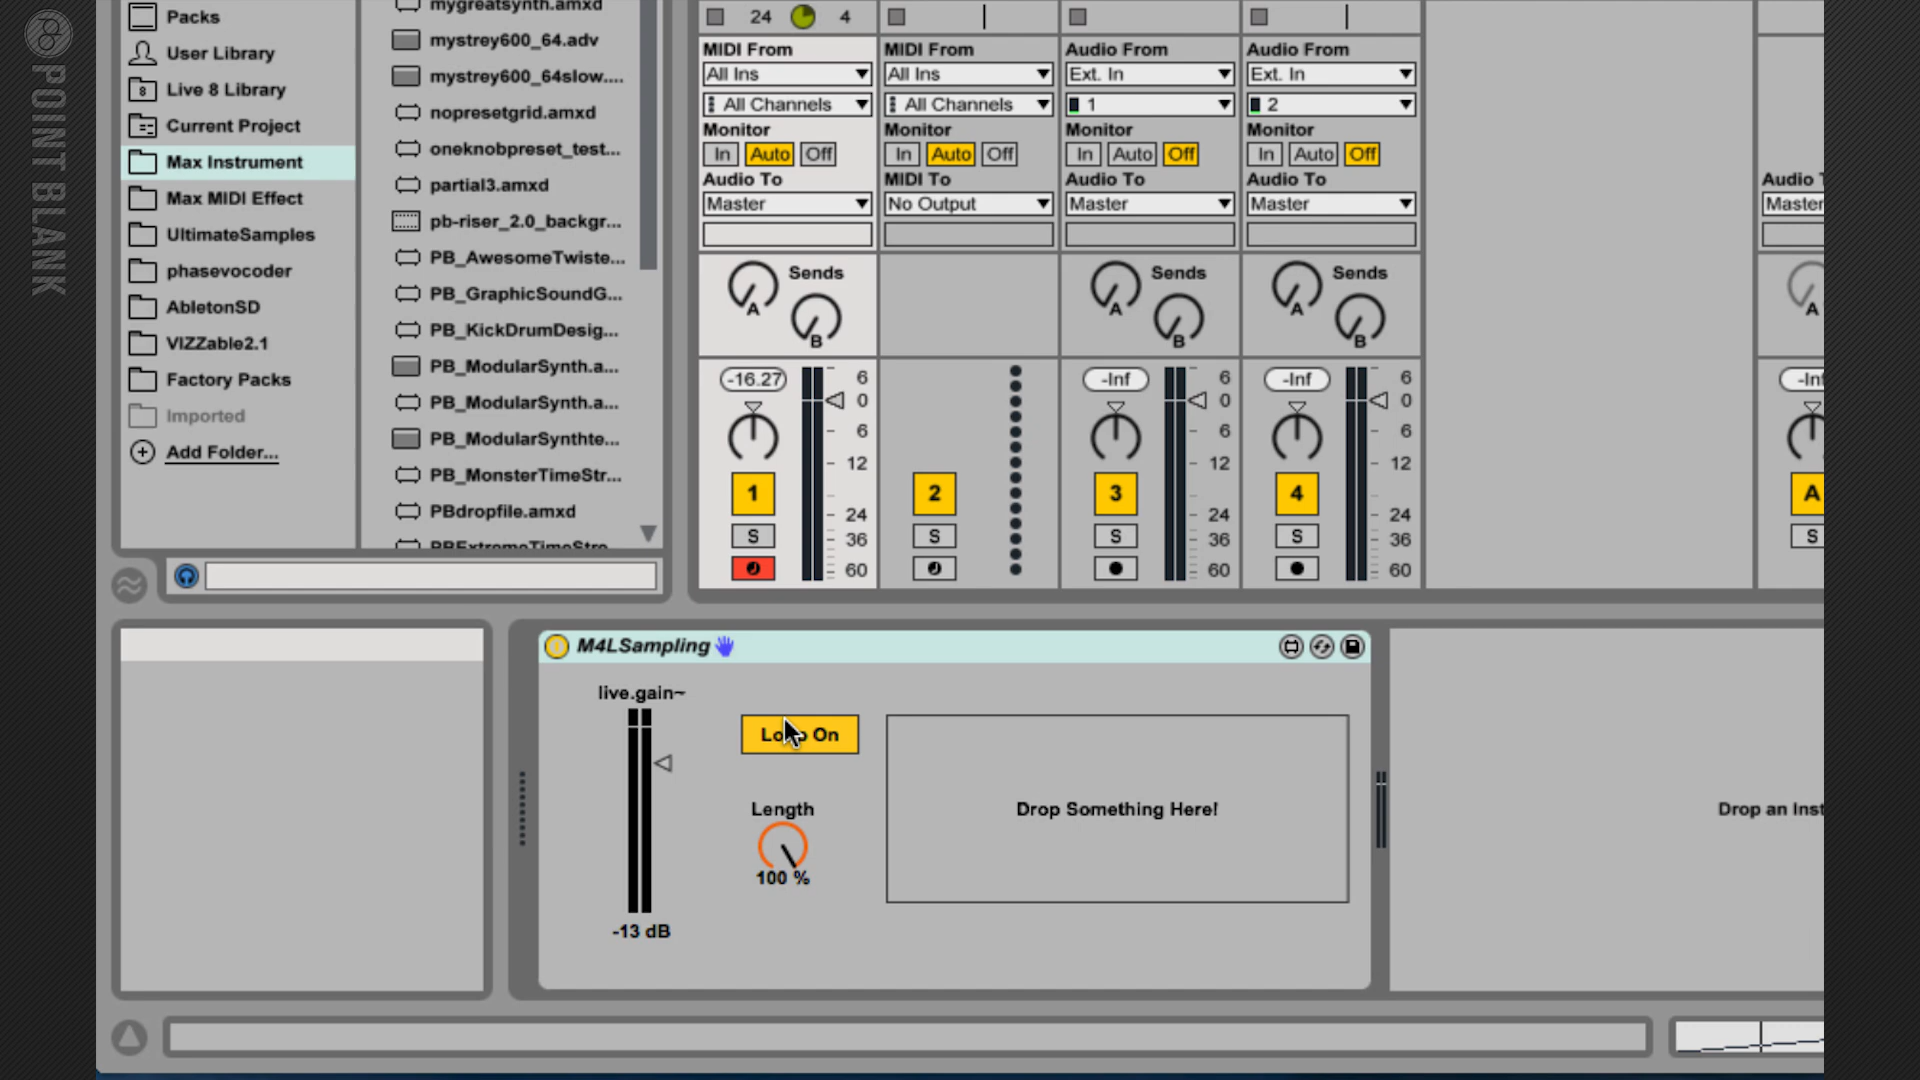 POINT BLANK
Packs
User Library
Live 8 Library
Current Project
Max Instrument
Max MIDI Effect
UltimateSamples
phasevocoder
AbletonSD
VIZZable2.1
Factory Packs
Imported
Add Folder...
mygreatsynth.amxd
mystrey600_64.adv
mystrey600_64slow....
nopresetgrid.amxd
oneknobpreset_test...
partial3.amxd
pb-riser_2.0_backgr...
PB_AwesomeTwiste...
PB_GraphicSoundG...
PB_KickDrumDesig...
PB_ModularSynth.a...
PB_ModularSynth.a...
PB_ModularSynthte...
PB_MonsterTimeStr...
PBdropfile.amxd
PBExtremeTimeStre
24 4
MIDI From
All Ins
All Channels
Monitor
In Auto Off
Audio To
Master
Sends
A
B
-16.27
6
0
6
12
24
36
60
1
S
MIDI From
All Ins
All Channels
Monitor
In Auto Off
MIDI To
No Output
2
S
Audio From
Ext. In
1
Monitor
In Auto Off
Audio To
Master
Sends
A
B
-Inf
6
0
6
12
24
36
60
3
S
Audio From
Ext. In
2
Monitor
In Auto Off
Audio To
Master
Sends
A
B
-Inf
6
0
6
12
24
36
60
4
S
Audio
Master
A
-Inf
A
S
M4LSampling
live.gain~
-13 dB
Loop On
Length
100 %
Drop Something Here!
Drop an Inst